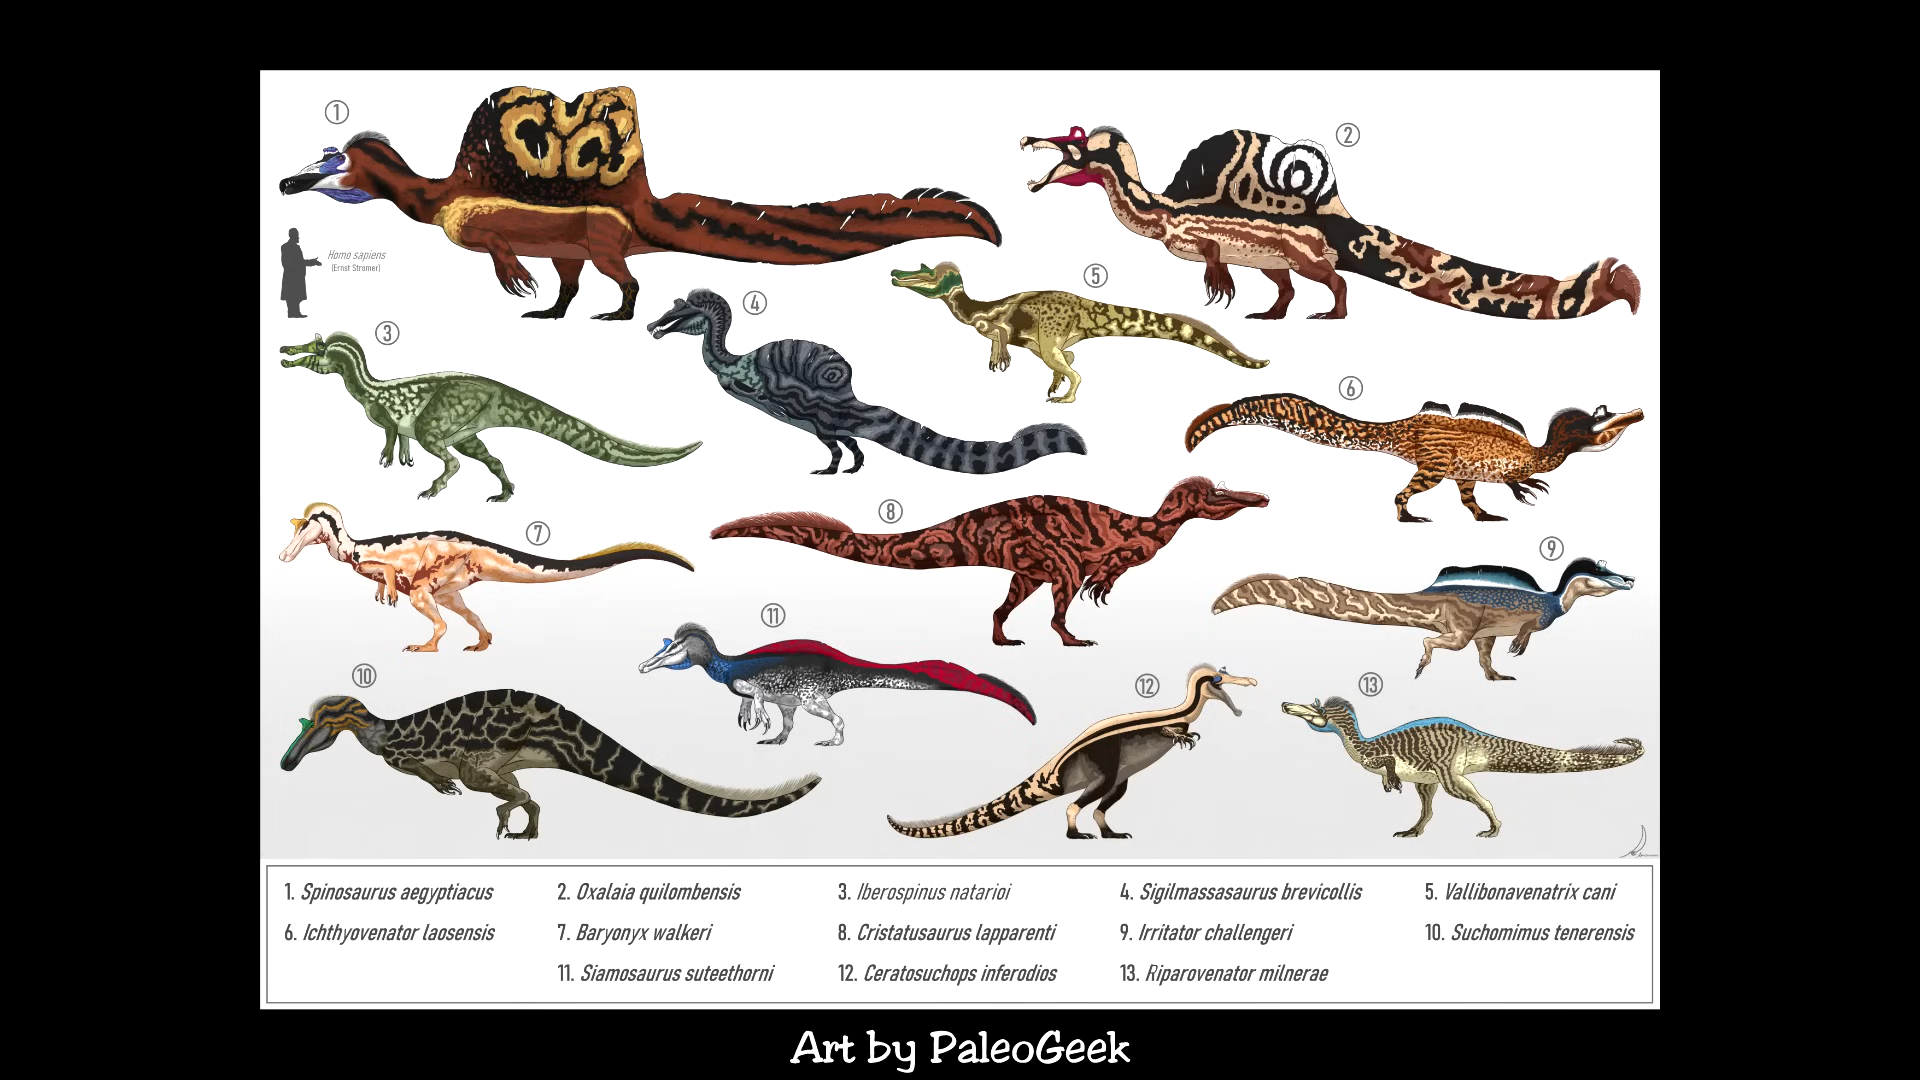 1
2
Homo sapiens
(Ernst Stromer)
5
4
3
6
8
7
9
11
10
12
13
1. Spinosaurus aegyptiacus
2. Oxalaia quilombensis
3. Iberospinus natarioi
4. Sigilmassasaurus brevicollis
5. Vallibonavenatrix cani
6. Ichthyovenator laosensis
7. Baryonyx walkeri
8. Cristatusaurus lapparenti
9. Irritator challengeri
10. Suchomimus tenerensis
11. Siamosaurus suteethorni
12. Ceratosuchops inferodios
13. Riparovenator milnerae
Art by PaleoGeek